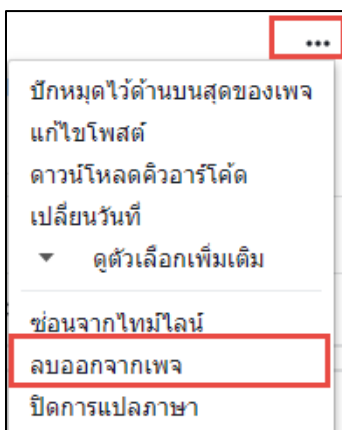 ...
ปักหมุดไว้ด้านบนสุดของเพจ
แก้ไขโพสต์
ดาวน์โหลดคิวอาร์โค้ด
เปลี่ยนวันที่
ดูตัวเลือกเพิ่มเติม
ซ่อนจากไทม์ไลน์
ลบออกจากเพจ
ปิดการแปลภาษา